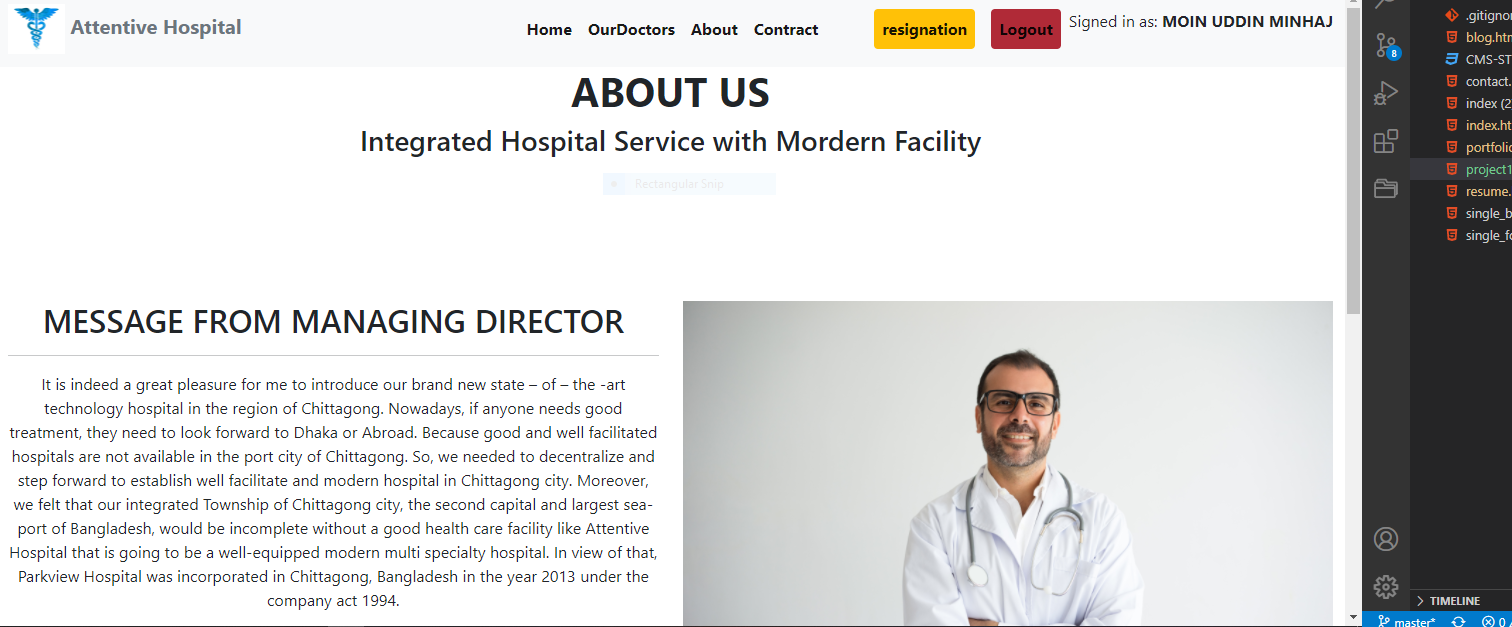 Attentive Hospital
Home OurDoctors About Contract resignation Logout Signed in as: MOIN UDDIN MINHAJ
ABOUT US
Integrated Hospital Service with Mordern Facility
Rectangular Snip
MESSAGE FROM MANAGING DIRECTOR
It is indeed a great pleasure for me to introduce our brand new state – of – the -art
technology hospital in the region of Chittagong. Nowadays, if anyone needs good
treatment, they need to look forward to Dhaka or Abroad. Because good and well facilitated
hospitals are not available in the port city of Chittagong. So, we needed to decentralize and
step forward to establish well facilitate and modern hospital in Chittagong city. Moreover,
we felt that our integrated Township of Chittagong city, the second capital and largest sea-
port of Bangladesh, would be incomplete without a good health care facility like Attentive
Hospital that is going to be a well-equipped modern multi specialty hospital. In view of that,
Parkview Hospital was incorporated in Chittagong, Bangladesh in the year 2013 under the
company act 1994.
8
.gitignor
blog.htm
CMS-ST
contact.
index (2
index.ht
portfolio
project1
resume.
single_b
single_fo
TIMELINE
master* 0